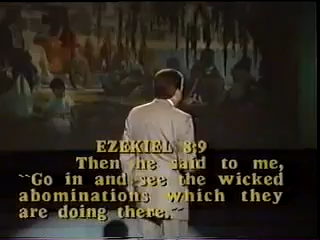 EZEKIEL 8:9
Then he said to me,
``Go in and see the wicked
abominations which they
are doing there.``